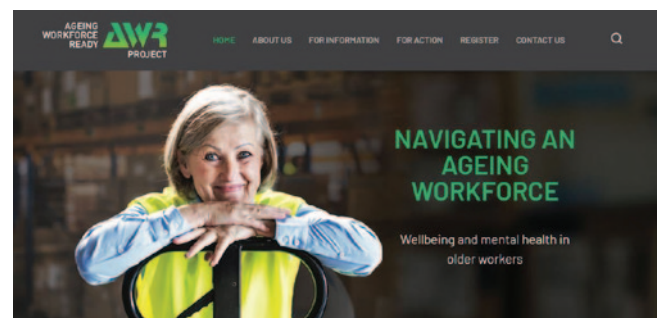 AGEING
WORKFORCE
READY
AWR
PROJECT
HOME ABOUT US FOR INFORMATION FOR ACTION REGISTER CONTACT US
NAVIGATING AN
AGEING
WORKFORCE
Wellbeing and mental health in
older workers